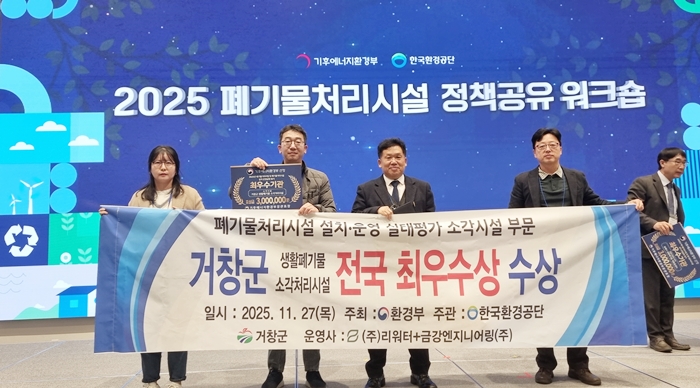 기후에너지환경부 한국환경공단
2025 폐기물처리시설 정책공유 워크숍
최우수기관
3,000,000원
폐기물처리시설 설치·운영 실태평가 소각시설 부문
거창군 생활폐기물 소각처리시설 전국 최우수상 수상
일시 : 2025. 11. 27(목) 주최 : 환경부 주관 : 한국환경공단
거창군 운영사 : (주)리워터+금강엔지니어링(주)
최우수기관